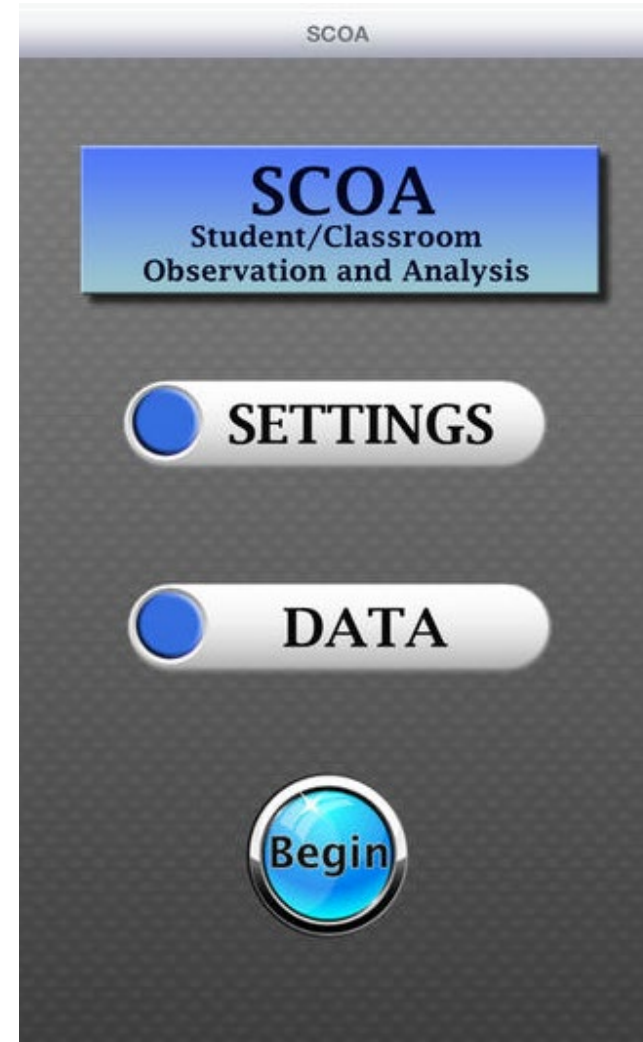 SCOA
SCOA
Student/Classroom
Observation and Analysis
SETTINGS
DATA
Begin